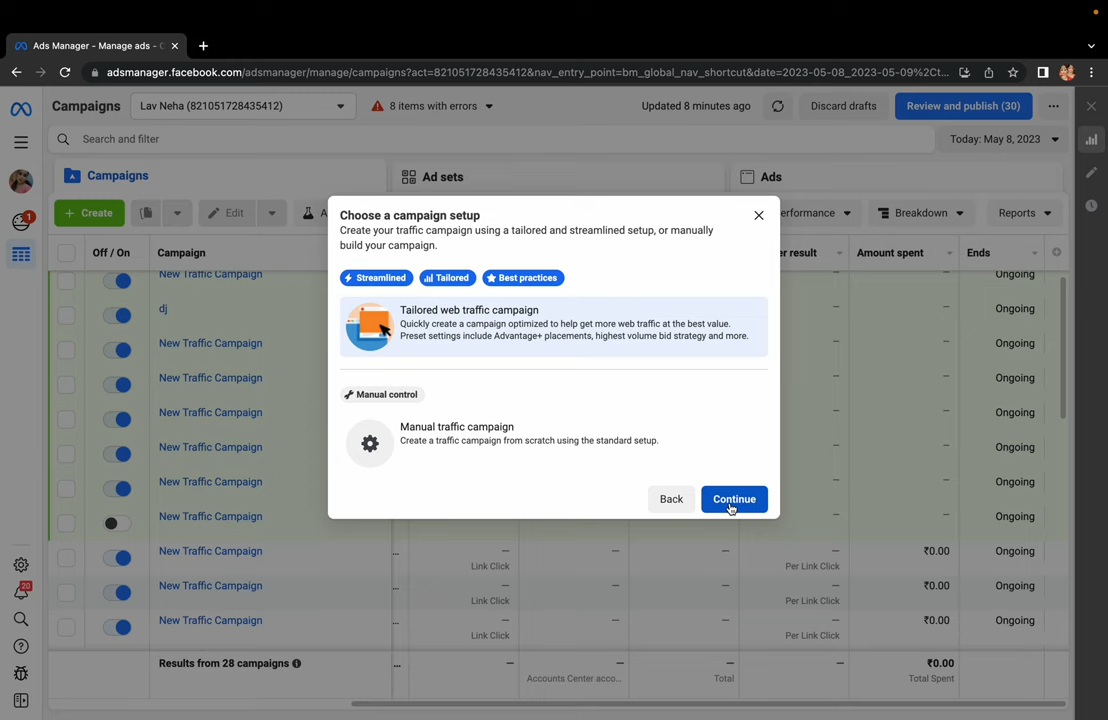 Ads Manager - Manage ads - C
adsmanager.facebook.com/adsmanager/manage/campaigns?act=821051728435412&nav_entry_point=bm_global_nav_shortcut&date=2023-05-08_2023-05-09%2Ct...
Campaigns
Lav Neha (821051728435412)
8 items with errors
Updated 8 minutes ago
Discard drafts
Review and publish (30)
Search and filter
Today: May 8, 2023
Campaigns
Ad sets
Ads
1
+ Create
Edit
A
erformance
Breakdown
Reports
Off / On
Campaign
er result
Amount spent
Ends
New Traffic Campaign
—
—
Ongoing
dj
—
—
Ongoing
New Traffic Campaign
—
—
Ongoing
New Traffic Campaign
—
—
Ongoing
New Traffic Campaign
—
—
Ongoing
New Traffic Campaign
—
—
Ongoing
New Traffic Campaign
—
—
Ongoing
New Traffic Campaign
—
—
Ongoing
New Traffic Campaign
...
—
—
—
—
₹0.00
Ongoing
Link Click
Per Link Click
New Traffic Campaign
...
—
—
—
—
₹0.00
Ongoing
Link Click
Per Link Click
New Traffic Campaign
...
—
—
—
—
₹0.00
Ongoing
Link Click
Per Link Click
Results from 28 campaigns
...
—
—
—
—
₹0.00
Accounts Center acco...
Total
Total Spent
20
Choose a campaign setup
Create your traffic campaign using a tailored and streamlined setup, or manually
build your campaign.
Streamlined
Tailored
Best practices
Tailored web traffic campaign
Quickly create a campaign optimized to help get more web traffic at the best value.
Preset settings include Advantage+ placements, highest volume bid strategy and more.
Manual control
Manual traffic campaign
Create a traffic campaign from scratch using the standard setup.
Back
Continue